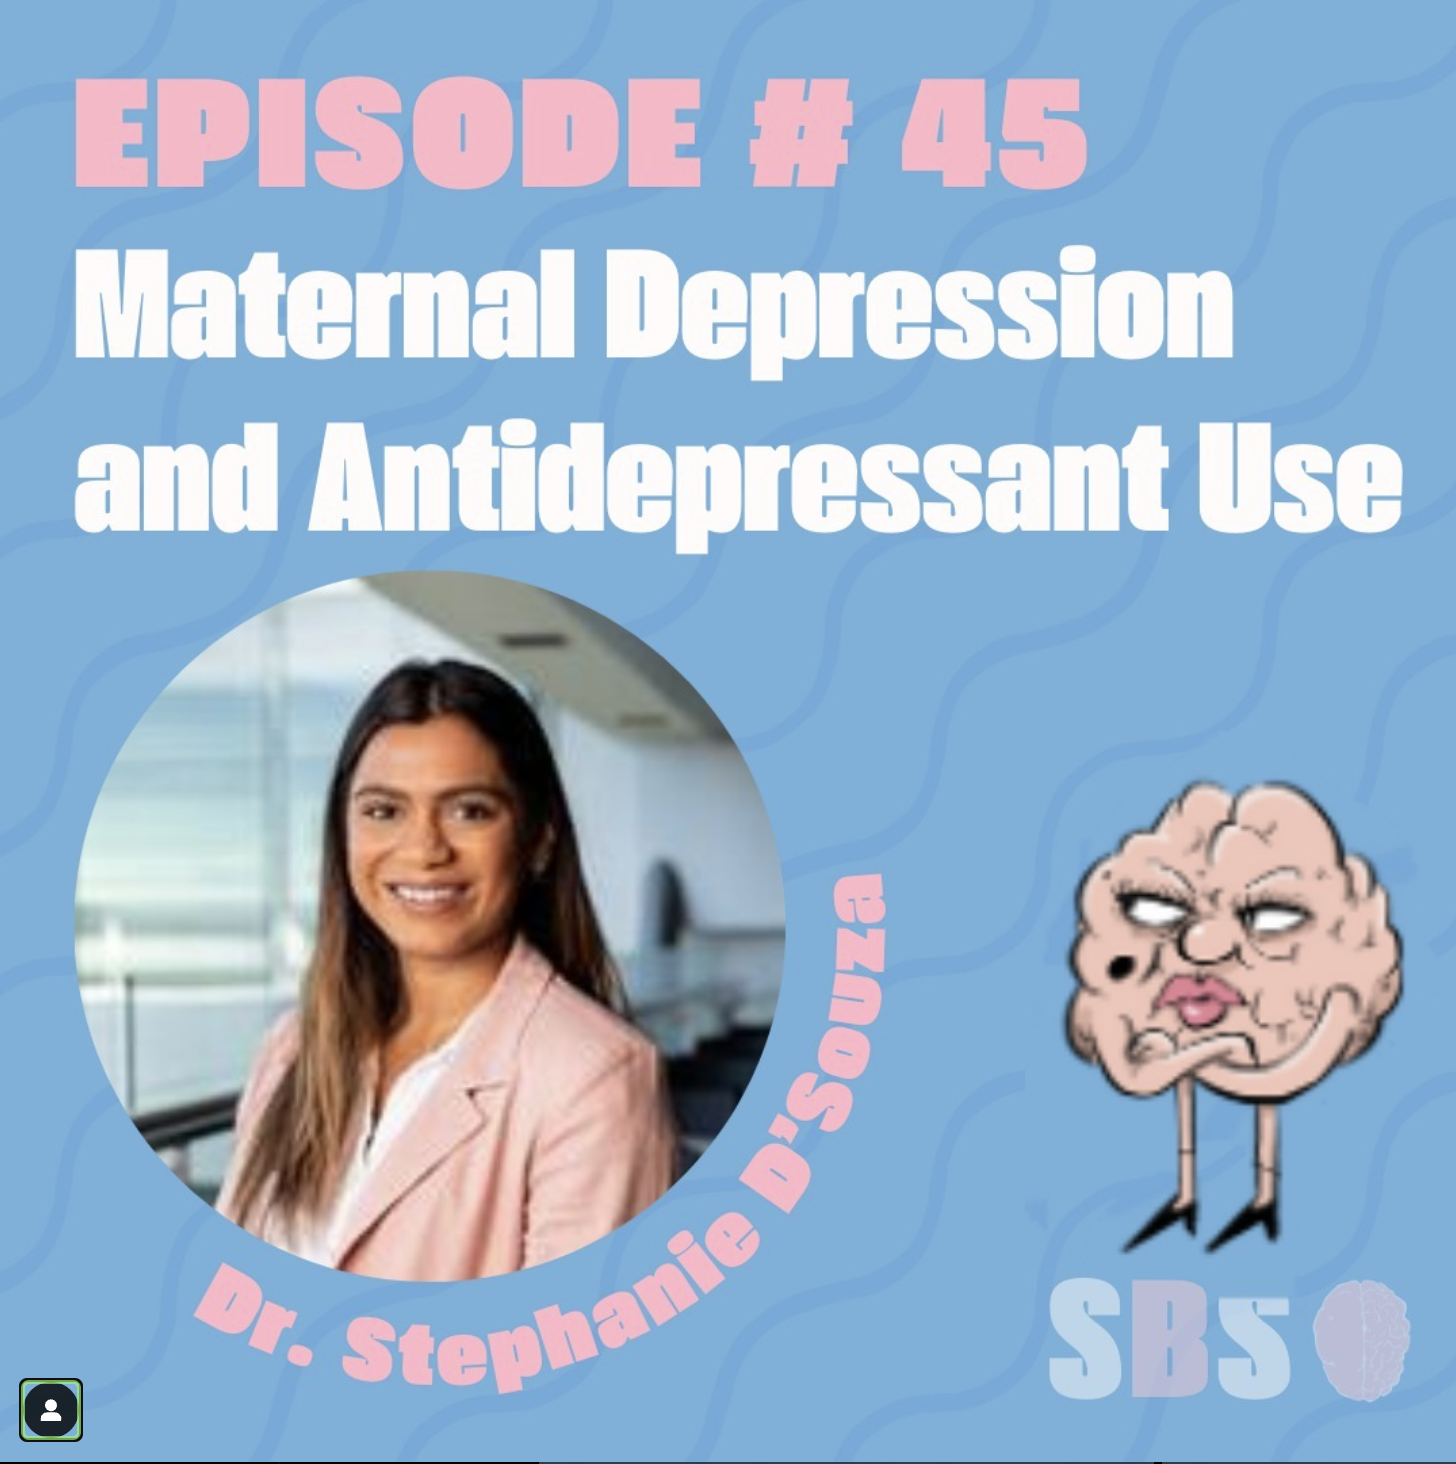 EPISODE # 45
Maternal Depression
and Antidepressant Use
Dr. Stephanie D'Souza
SBS